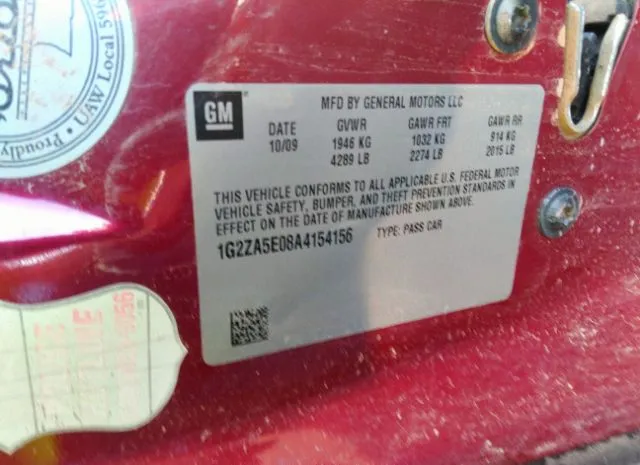 Proudly
UAW Local 596
GM
MFD BY GENERAL MOTORS LLC
DATE GVWR GAWR FRT GAWR RR
10/09 1946 KG 1032 KG 914 KG
4289 LB 2274 LB 2015 LB
THIS VEHICLE CONFORMS TO ALL APPLICABLE U.S. FEDERAL MOTOR
VEHICLE SAFETY, BUMPER, AND THEFT PREVENTION STANDARDS IN
EFFECT ON THE DATE OF MANUFACTURE SHOWN ABOVE.
1G2ZA5E08A4154156 TYPE: PASS CAR